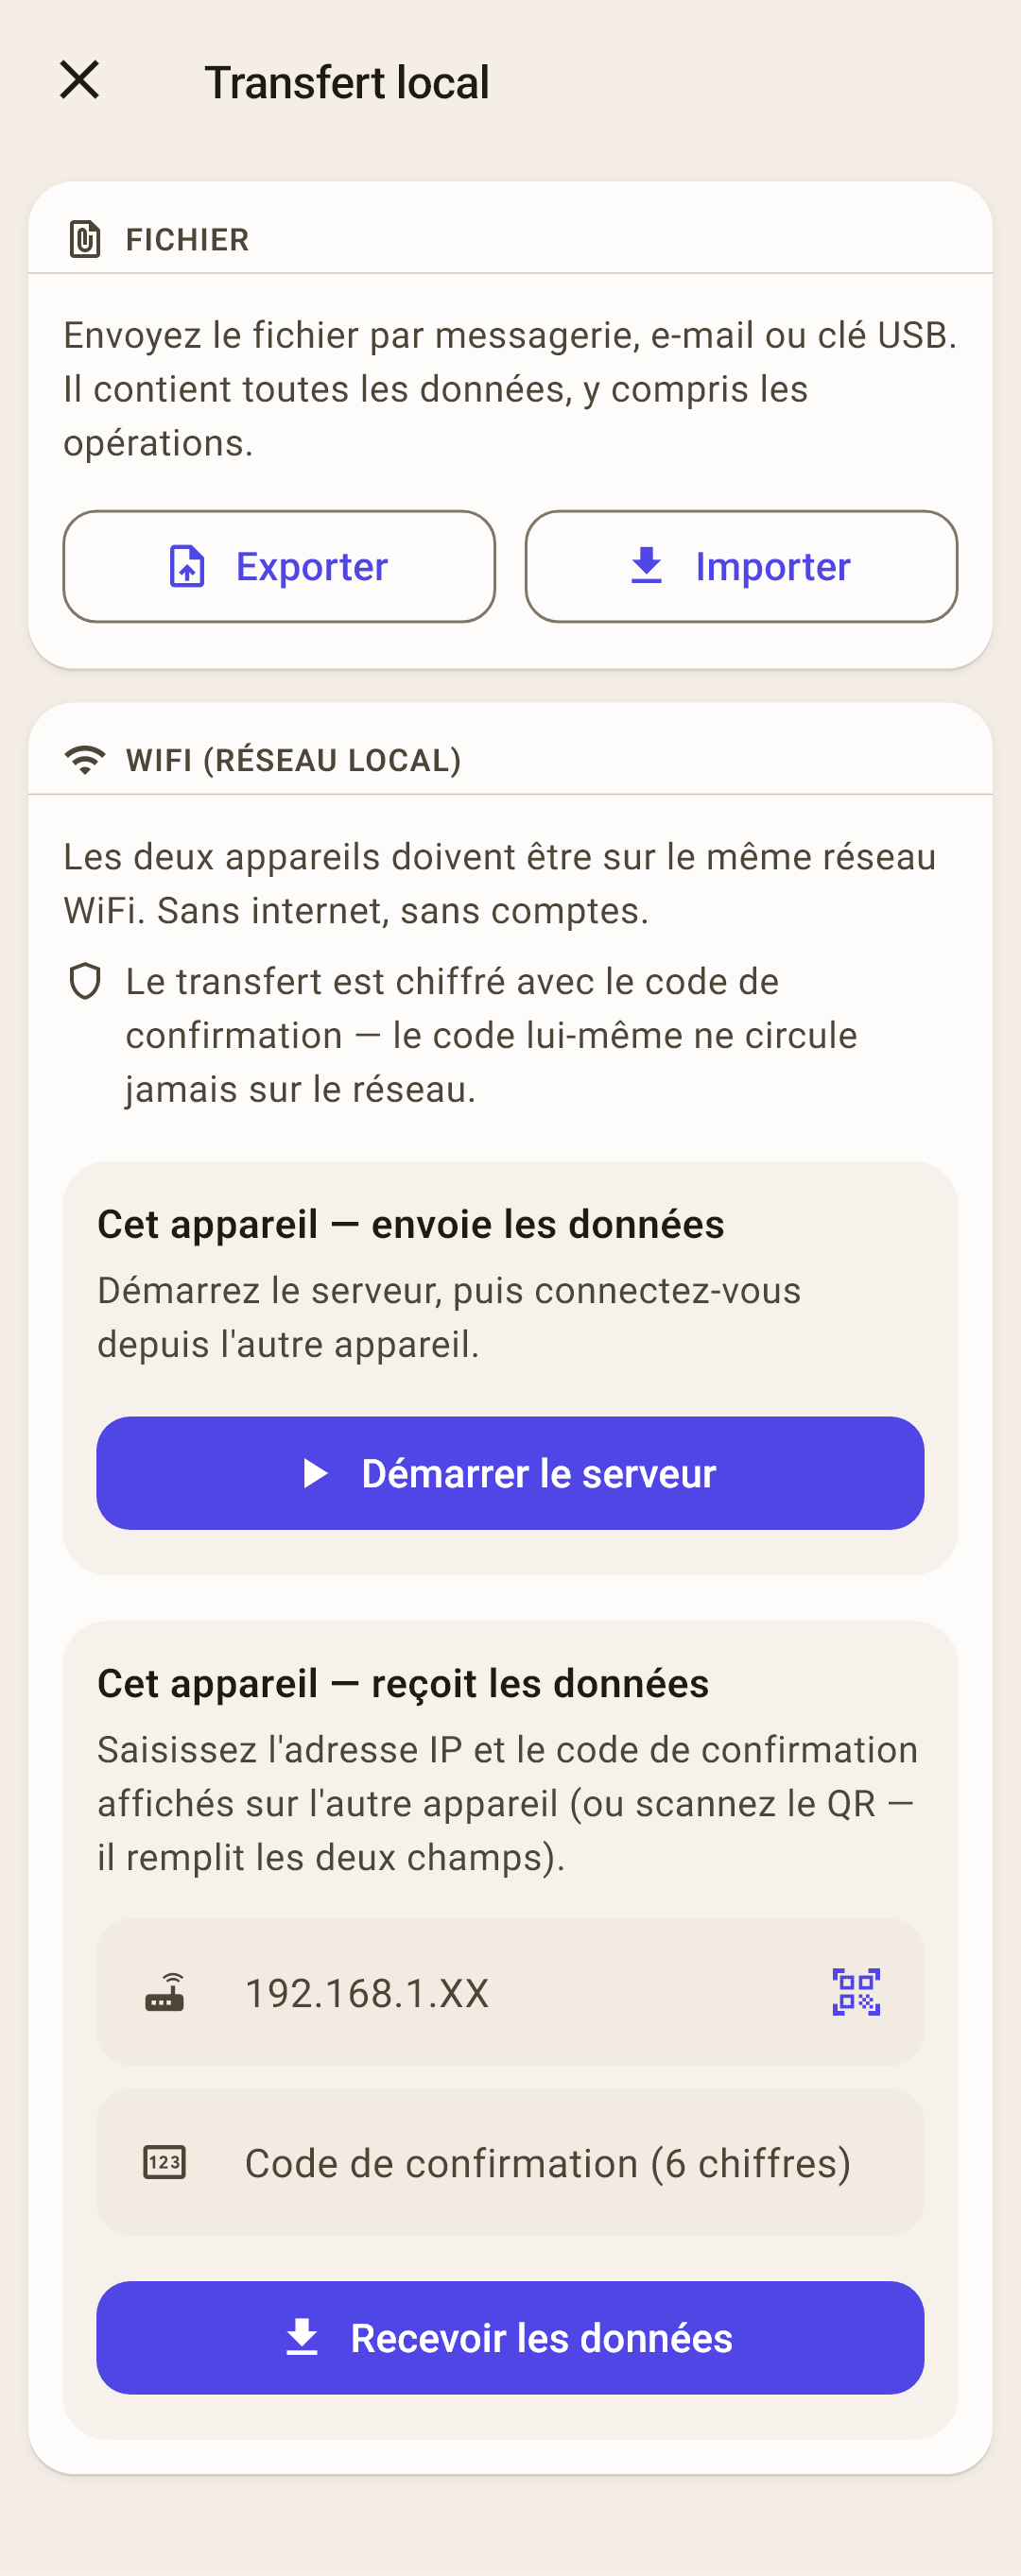 Transfert local
FICHIER
Envoyez le fichier par messagerie, e-mail ou clé USB.
Il contient toutes les données, y compris les
opérations.
Exporter
Importer
WIFI (RÉSEAU LOCAL)
Les deux appareils doivent être sur le même réseau
WiFi. Sans internet, sans comptes.
Le transfert est chiffré avec le code de
confirmation — le code lui-même ne circule
jamais sur le réseau.
Cet appareil — envoie les données
Démarrez le serveur, puis connectez-vous
depuis l'autre appareil.
Démarrer le serveur
Cet appareil — reçoit les données
Saisissez l'adresse IP et le code de confirmation
affichés sur l'autre appareil (ou scannez le QR —
il remplit les deux champs).
192.168.1.XX
123
Code de confirmation (6 chiffres)
Recevoir les données